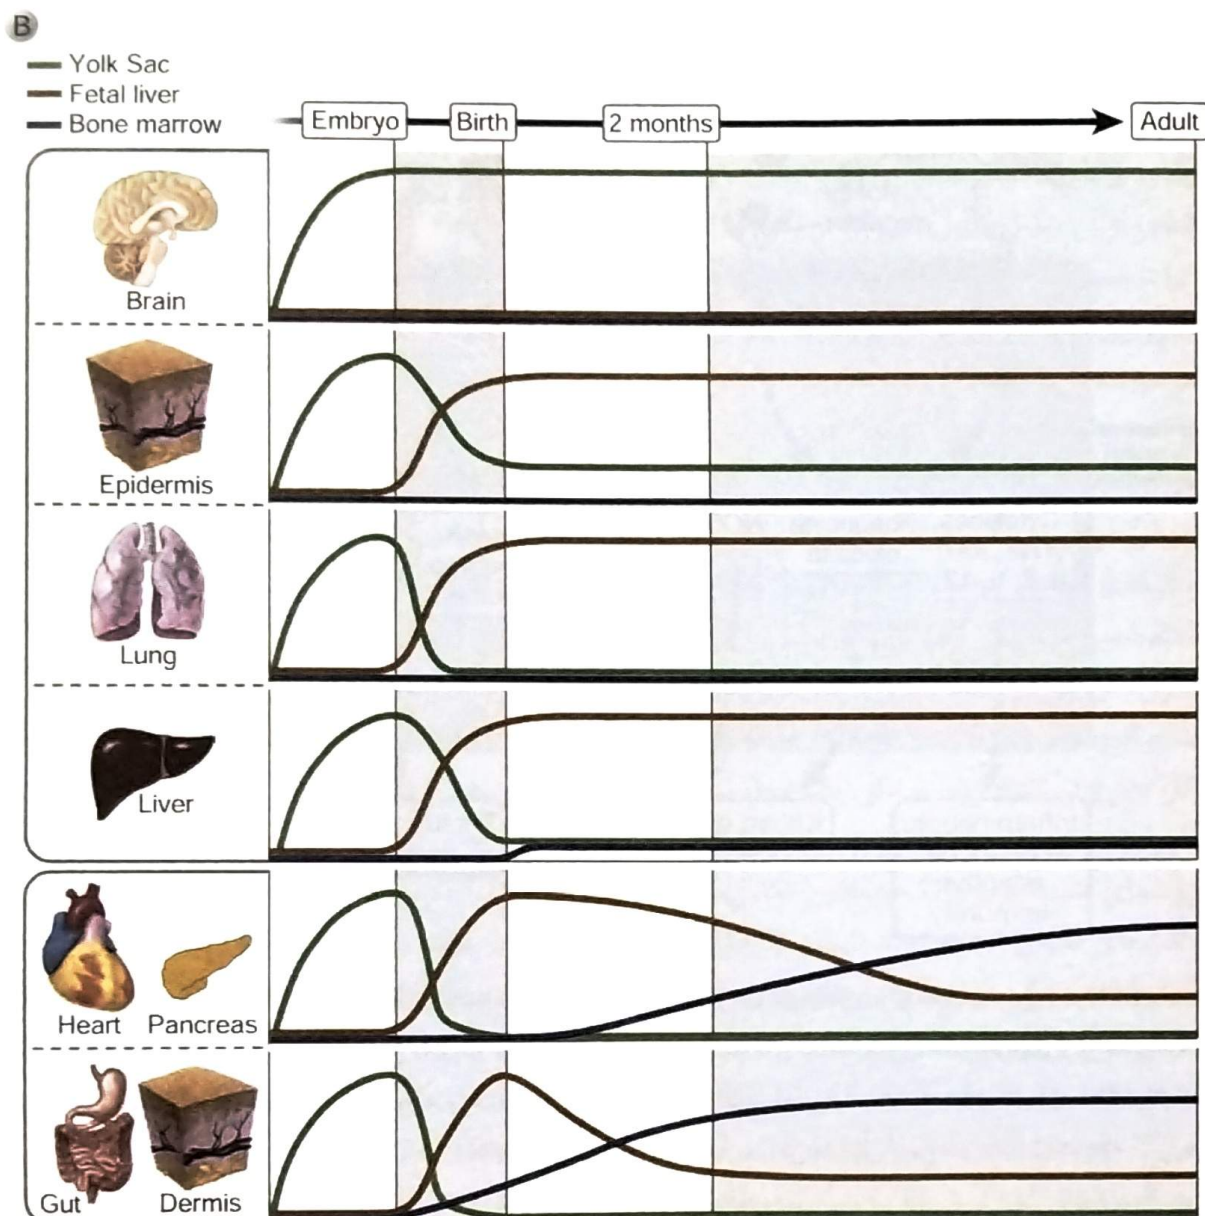 B
Yolk Sac
Fetal liver
Bone marrow
Embryo Birth 2 months Adult
Brain
Epidermis
Lung
Liver
Heart Pancreas
Gut Dermis